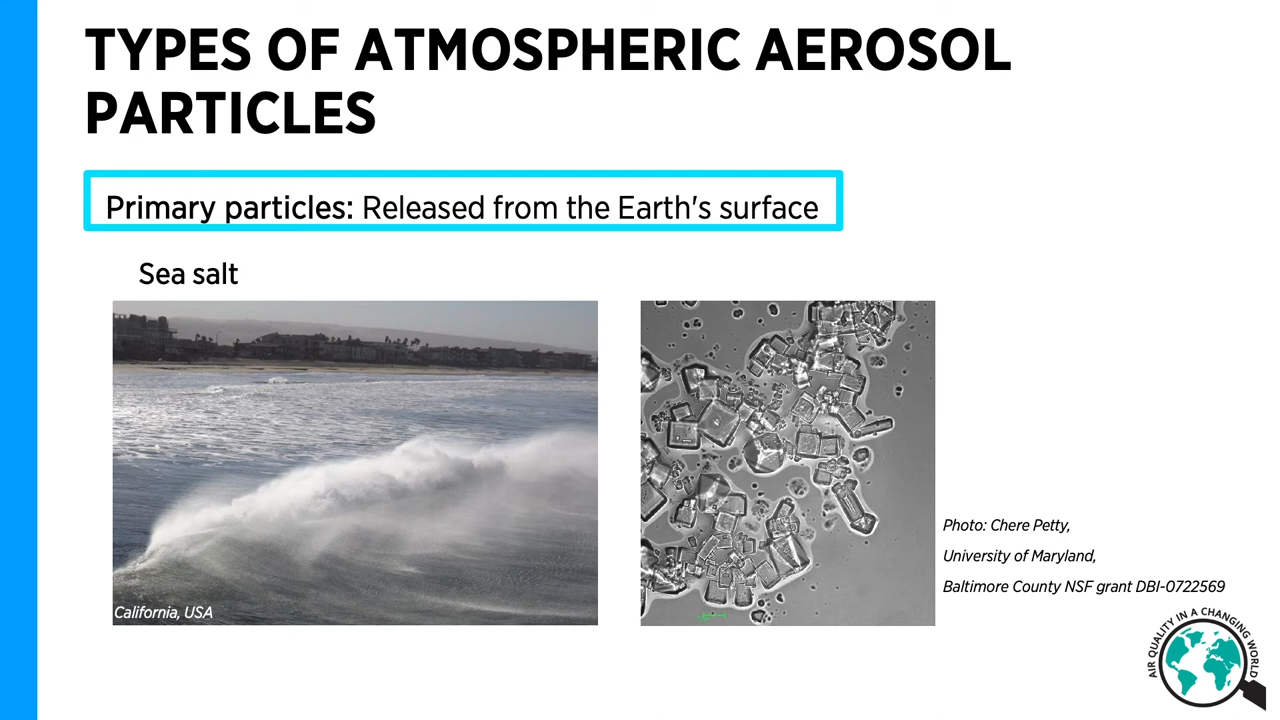 TYPES OF ATMOSPHERIC AEROSOL
PARTICLES
Primary particles: Released from the Earth's surface
Sea salt
California, USA
Photo: Chere Petty,
University of Maryland,
Baltimore County NSF grant DBI-0722569
AIR QUALITY IN A CHANGING WORLD